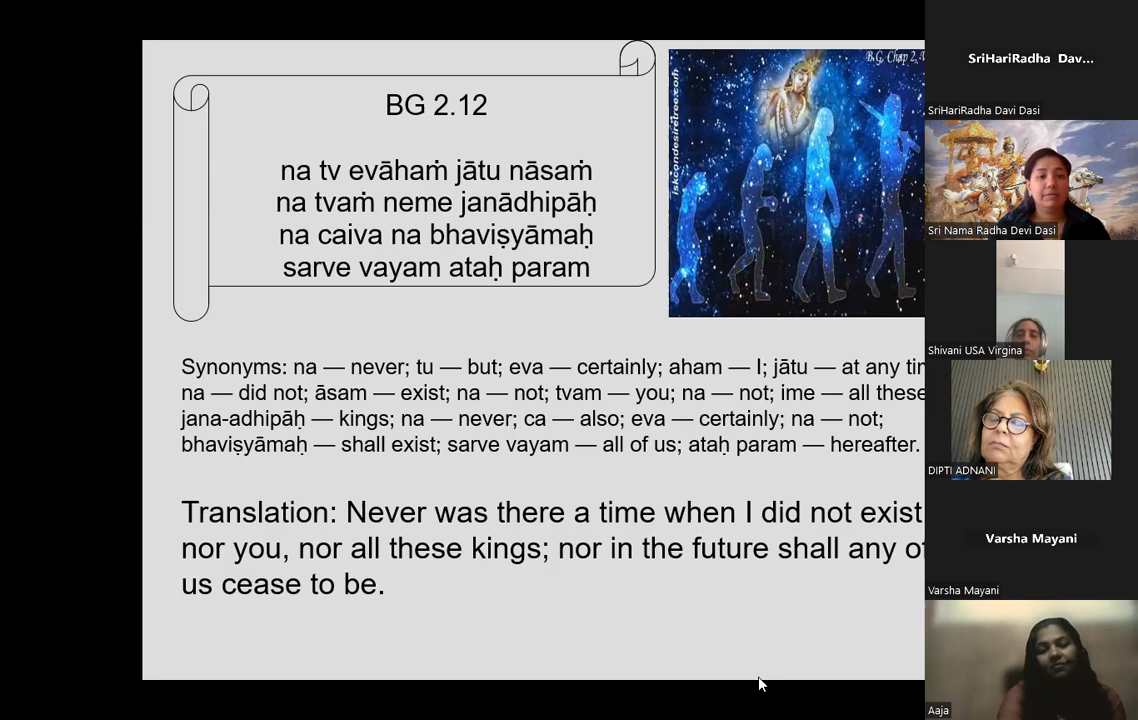 BG 2.12
na tv evāhaṁ jātu nāsaṁ
na tvaṁ neme janādhipāḥ
na caiva na bhaviṣyāmaḥ
sarve vayam ataḥ param
B.G. Chap 2,
iskcondesiretree.com
Synonyms: na — never; tu — but; eva — certainly; aham — I; jātu — at any
na — did not; āsam — exist; na — not; tvam — you; na — not; ime — all these
jana-adhipāḥ — kings; na — never; ca — also; eva — certainly; na — not;
bhaviṣyāmaḥ — shall exist; sarve vayam — all of us; ataḥ param — hereafter.
Translation: Never was there a time when I did not exist
nor you, nor all these kings; nor in the future shall any
us cease to be.
SriHariRadha Dav...
SriHariRadha Davi Dasi
Sri Nama Radha Devi Dasi
Shivani USA Virgina
DIPTI ADNANI
Varsha Mayani
Varsha Mayani
Aaja